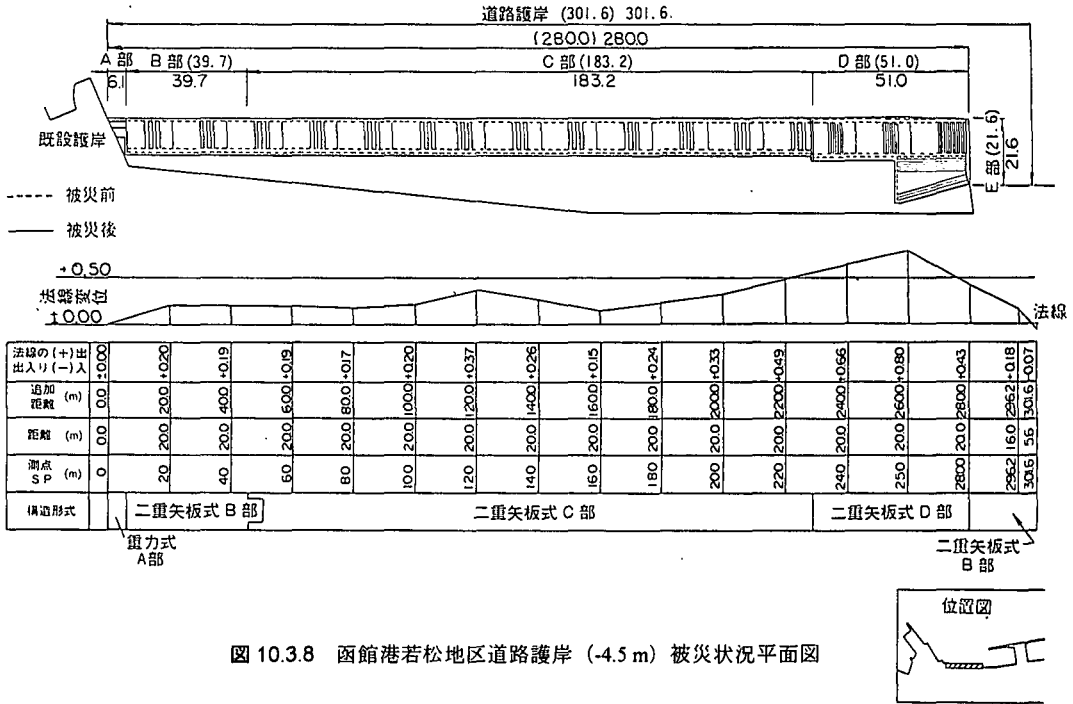 道路護岸 (301.6) 301.6.
(280.0) 280.0
A 部 B 部 (39.7) C 部 (183.2) D 部 (51.0)
6.1 39.7 183.2 51.0
既設護岸
E 部 (21.6)
21.6
----- 被災前
—— 被災後
+0.50
法線変位
±0.00
法線
法線の (+) 出 出入り (−) 入 ±0.00 +0.20 +0.19 +0.19 +0.17 +0.20 +0.37 +0.26 +0.15 +0.24 +0.33 +0.49 +0.66 +0.80 +0.43 +0.18 -0.07
追加距離 (m) 0.0 20.0 40.0 60.0 80.0 100.0 120.0 140.0 160.0 180.0 200.0 220.0 240.0 260.0 280.0 296.2 301.6
距離 (m) 0.0 20.0 20.0 20.0 20.0 20.0 20.0 20.0 20.0 20.0 20.0 20.0 20.0 20.0 20.0 16.0 5.6
測点 SP (m) 0 20 40 60 80 100 120 140 160 180 200 220 240 250 280.0 296.2 301.6
構造形式 二重矢板式 B 部 二重矢板式 C 部 二重矢板式 D 部
重力式
A部
二重矢板式
B 部
位置図
図 10.3.8 函館港若松地区道路護岸 (-4.5 m) 被災状況平面図